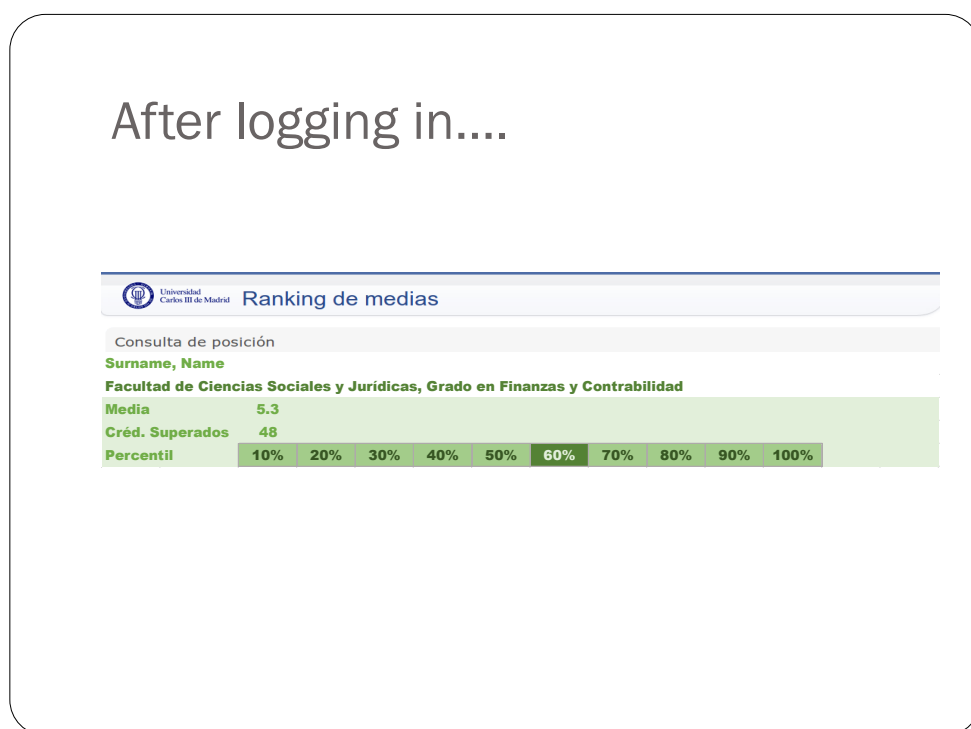 After logging in....
Universidad
Carlos III de Madrid
Ranking de medias
Consulta de posición
Surname, Name
Facultad de Ciencias Sociales y Jurídicas, Grado en Finanzas y Contrabilidad
Media 5.3
Créd. Superados 48
Percentil 10% 20% 30% 40% 50% 60% 70% 80% 90% 100%